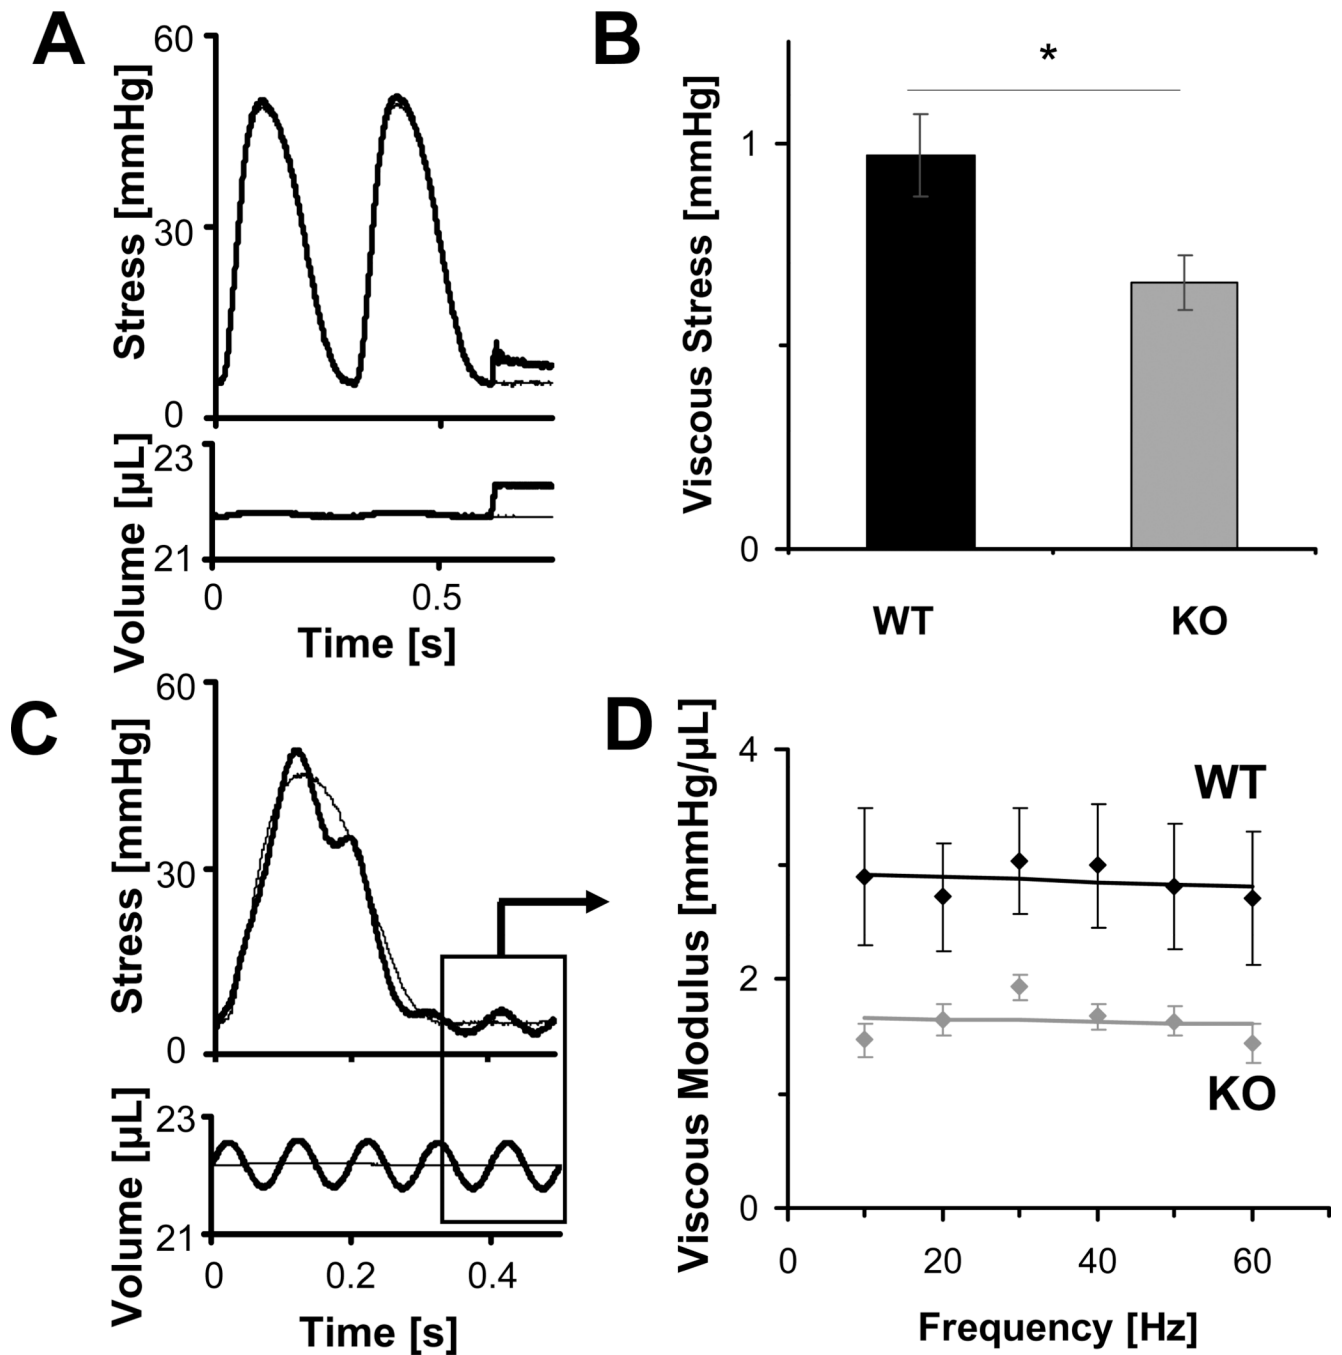 A
Stress [mmHg]
60
30
0
Volume [µL]
23
21
0
0.5
Time [s]
B
Viscous Stress [mmHg]
1
0
*
WT
KO
C
Stress [mmHg]
60
30
0
Volume [µL]
23
21
0
0.2
0.4
Time [s]
D
Viscous Modulus [mmHg/µL]
4
2
0
WT
KO
0
20
40
60
Frequency [Hz]